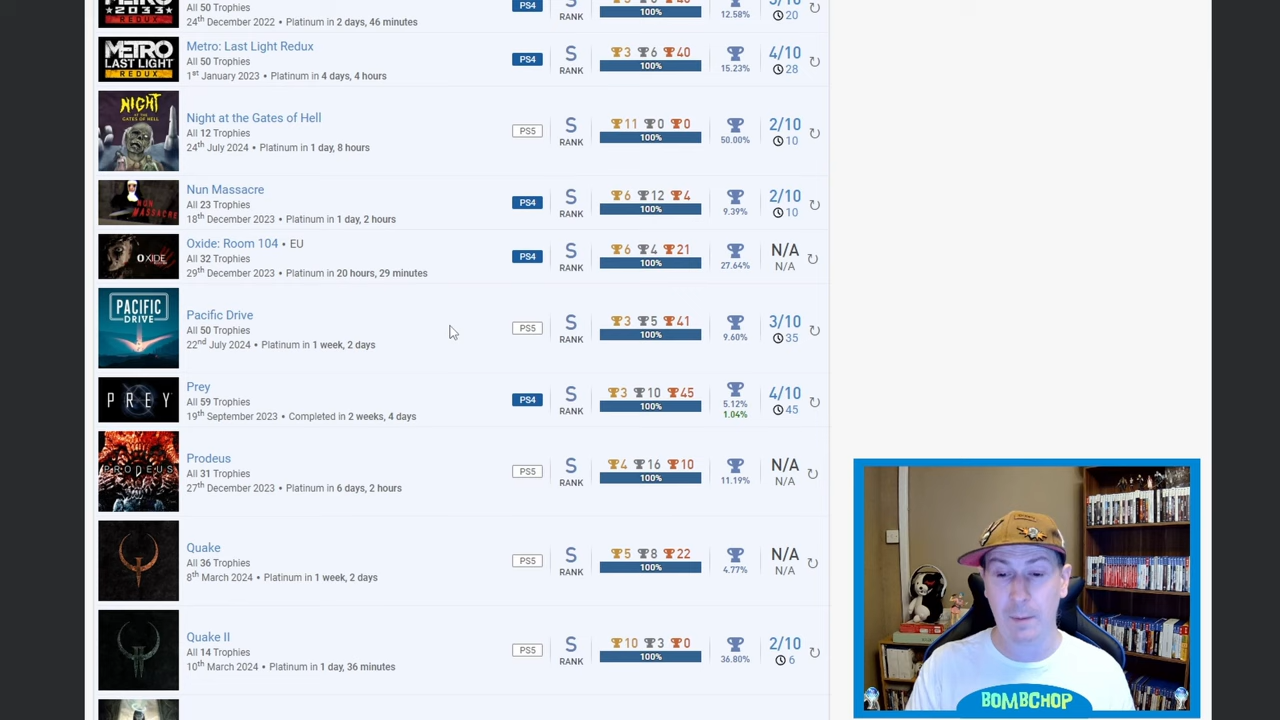 2033
REDUX
All 50 Trophies
24th December 2022 • Platinum in 2 days, 46 minutes
PS4
RANK
100%
12.58%
20
METRO
LAST LIGHT
REDUX
Metro: Last Light Redux
All 50 Trophies
1st January 2023 • Platinum in 4 days, 4 hours
PS4
S
RANK
3 6 40
100%
15.23%
4/10
28
NIGHT
AT THE
GATES OF HELL
Night at the Gates of Hell
All 12 Trophies
24th July 2024 • Platinum in 1 day, 8 hours
PS5
S
RANK
11 0 0
100%
50.00%
2/10
10
NUN
MASSACRE
Nun Massacre
All 23 Trophies
18th December 2023 • Platinum in 1 day, 2 hours
PS4
S
RANK
6 12 4
100%
9.39%
2/10
10
OXIDE
Oxide: Room 104 • EU
All 32 Trophies
29th December 2023 • Platinum in 20 hours, 29 minutes
PS4
S
RANK
6 4 21
100%
27.64%
N/A
N/A
PACIFIC
DRIVE
Pacific Drive
All 50 Trophies
22nd July 2024 • Platinum in 1 week, 2 days
PS5
S
RANK
3 5 41
100%
9.60%
3/10
35
PREY
Prey
All 59 Trophies
19th September 2023 • Completed in 2 weeks, 4 days
PS4
S
RANK
3 10 45
100%
5.12%
1.04%
4/10
45
PRODEUS
Prodeus
All 31 Trophies
27th December 2023 • Platinum in 6 days, 2 hours
PS5
S
RANK
4 16 10
100%
11.19%
N/A
N/A
Quake
All 36 Trophies
8th March 2024 • Platinum in 1 week, 2 days
PS5
S
RANK
5 8 22
100%
4.77%
N/A
N/A
Quake II
All 14 Trophies
10th March 2024 • Platinum in 1 day, 36 minutes
PS5
S
RANK
10 3 0
100%
36.80%
2/10
6
BOMBCHOP